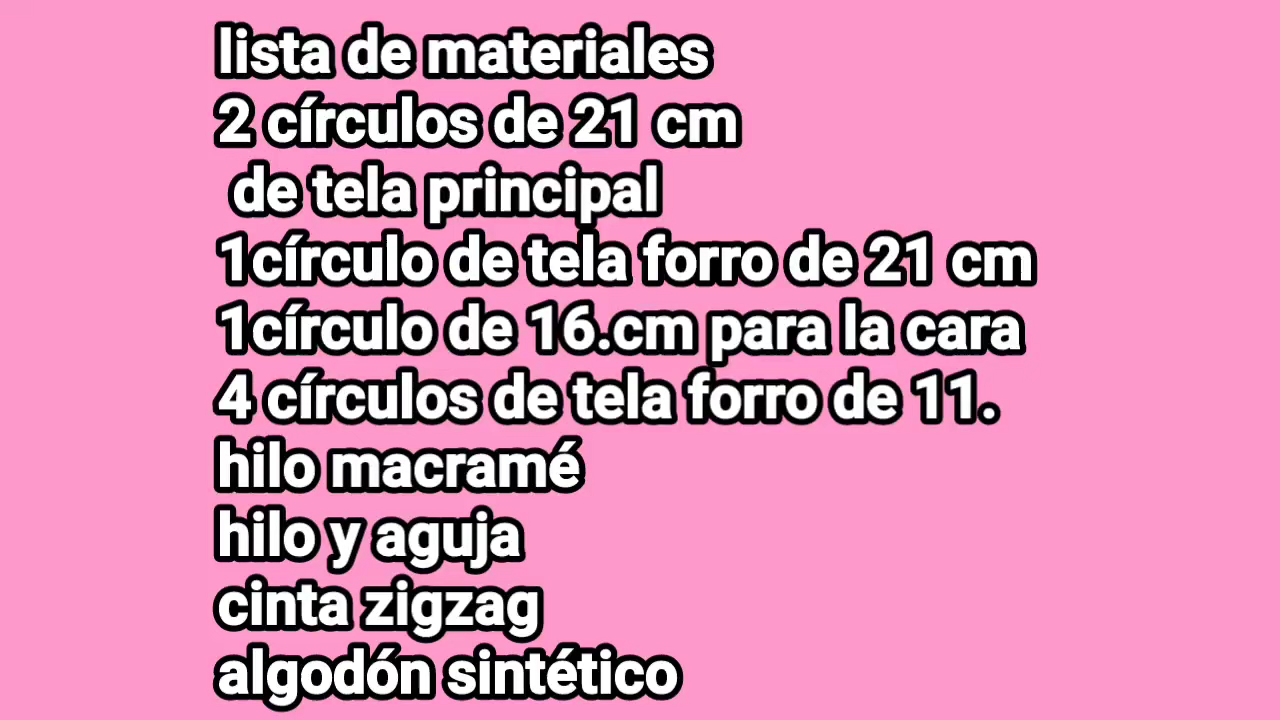 lista de materiales
2 círculos de 21 cm
de tela principal
1círculo de tela forro de 21 cm
1círculo de 16.cm para la cara
4 círculos de tela forro de 11.
hilo macramé
hilo y aguja
cinta zigzag
algodón sintético